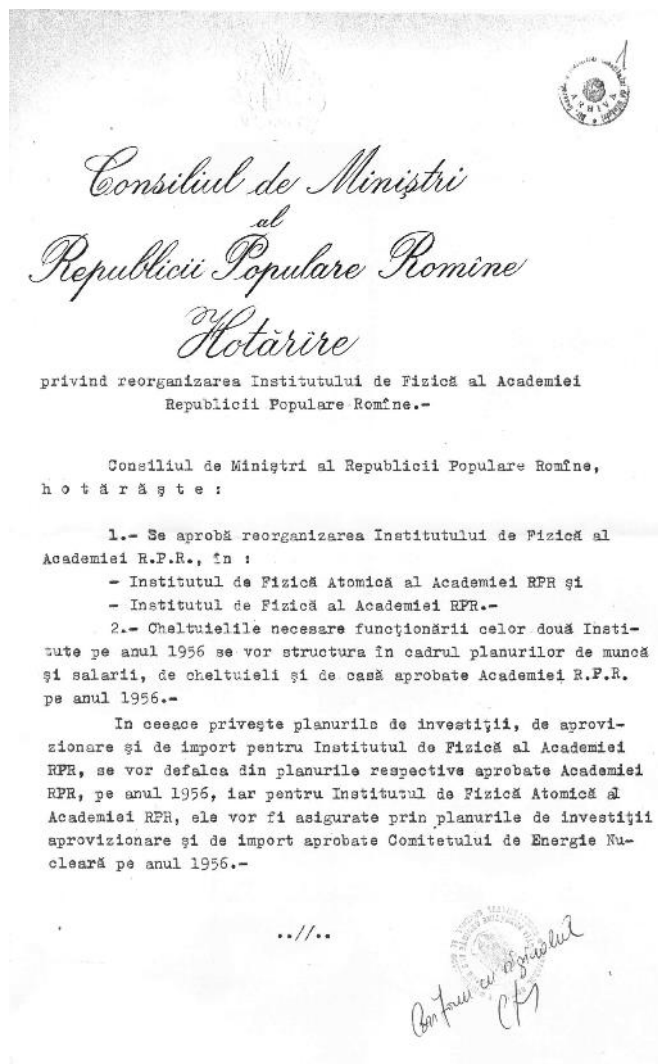 1
ARHIVA
Consiliul de Miniştri
al
Republicii Populare Romîne
Hotărîre
privind reorganizarea Institutului de Fizică al Academiei
Republicii Populare Romîne.-
Consiliul de Miniştri al Republicii Populare Romîne,
h o t ă r ă ş t e :
1.- Se aprobă reorganizarea Institutului de Fizică al
Academiei R.P.R., în :
- Institutul de Fizică Atomică al Academiei RPR şi
- Institutul de Fizică al Academiei RPR.-
2.- Cheltuielile necesare funcţionării celor două Insti-
tute pe anul 1956 se vor structura în cadrul planurilor de muncă
şi salarii, de cheltuieli şi de casă aprobate Academiei R.P.R.
pe anul 1956.-
In ceeace priveşte planurile de investiţii, de aprovi-
zionare şi de import pentru Institutul de Fizică al Academiei
RPR, se vor defalca din planurile respective aprobate Academiei
RPR, pe anul 1956, iar pentru Institutul de Fizică Atomică al
Academiei RPR, ele vor fi asigurate prin planurile de investiţii
aprovizionare şi de import aprobate Comitetului de Energie Nu-
cleară pe anul 1956.-
..//..
Conform cu originalul